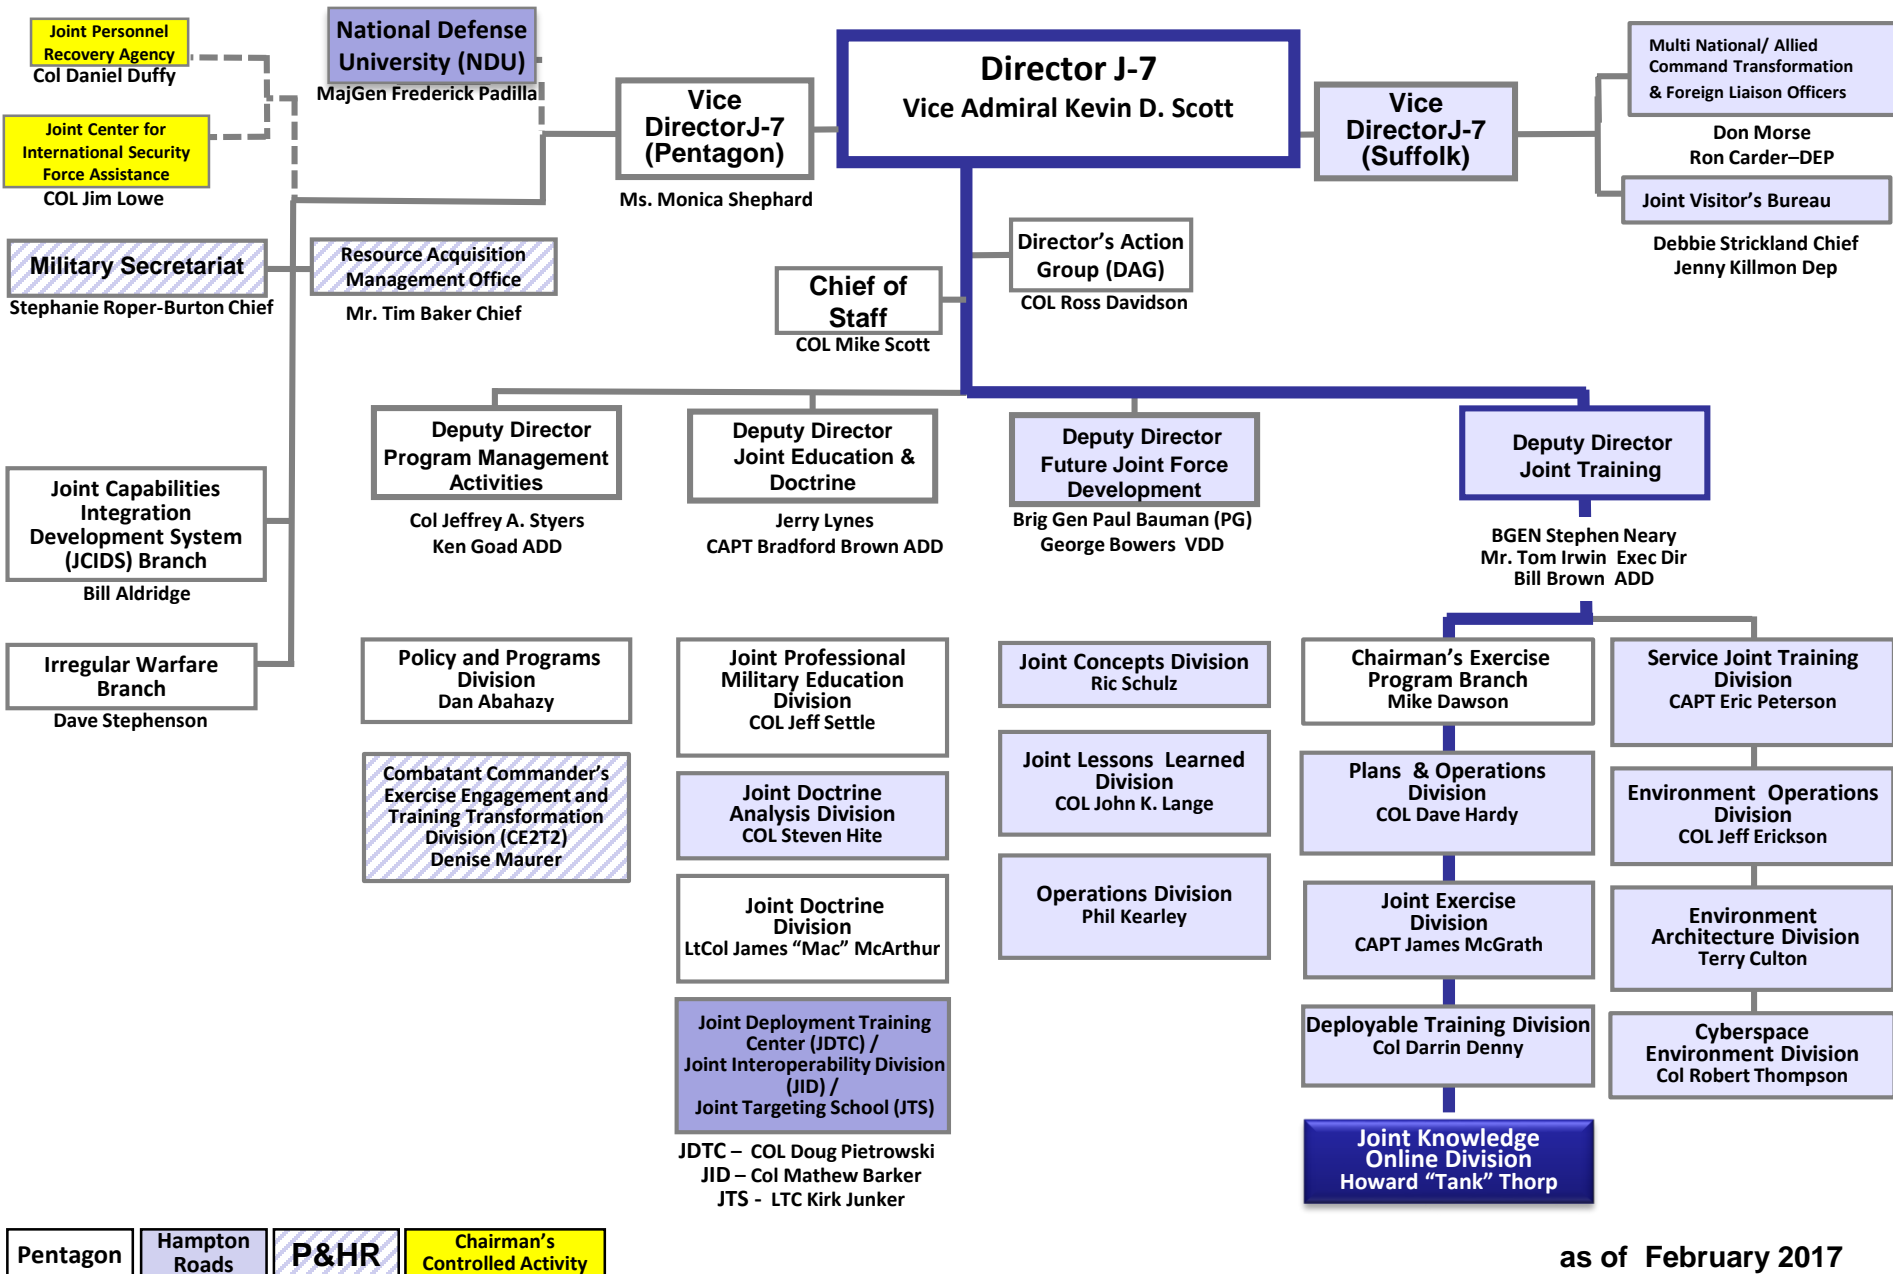 Joint Personnel
Recovery Agency
Col Daniel Duffy
Joint Center for
International Security
Force Assistance
COL Jim Lowe
National Defense
University (NDU)
MajGen Frederick Padilla
Vice
DirectorJ-7
(Pentagon)
Ms. Monica Shephard
Director J-7
Vice Admiral Kevin D. Scott
Vice
DirectorJ-7
(Suffolk)
Multi National/ Allied
Command Transformation
& Foreign Liaison Officers
Don Morse
Ron Carder–DEP
Joint Visitor’s Bureau
Debbie Strickland Chief
Jenny Killmon Dep
Military Secretariat
Stephanie Roper-Burton Chief
Resource Acquisition
Management Office
Mr. Tim Baker Chief
Director’s Action
Group (DAG)
COL Ross Davidson
Chief of
Staff
COL Mike Scott
Joint Capabilities
Integration
Development System
(JCIDS) Branch
Bill Aldridge
Irregular Warfare
Branch
Dave Stephenson
Deputy Director
Program Management
Activities
Col Jeffrey A. Styers
Ken Goad ADD
Deputy Director
Joint Education &
Doctrine
Jerry Lynes
CAPT Bradford Brown ADD
Deputy Director
Future Joint Force
Development
Brig Gen Paul Bauman (PG)
George Bowers VDD
Deputy Director
Joint Training
BGEN Stephen Neary
Mr. Tom Irwin Exec Dir
Bill Brown ADD
Policy and Programs
Division
Dan Abahazy
Combatant Commander’s
Exercise Engagement and
Training Transformation
Division (CE2T2)
Denise Maurer
Joint Professional
Military Education
Division
COL Jeff Settle
Joint Doctrine
Analysis Division
COL Steven Hite
Joint Doctrine
Division
LtCol James “Mac” McArthur
Joint Deployment Training
Center (JDTC) /
Joint Interoperability Division
(JID) /
Joint Targeting School (JTS)
JDTC – COL Doug Pietrowski
JID – Col Mathew Barker
JTS - LTC Kirk Junker
Joint Concepts Division
Ric Schulz
Joint Lessons Learned
Division
COL John K. Lange
Operations Division
Phil Kearley
Chairman’s Exercise
Program Branch
Mike Dawson
Plans & Operations
Division
COL Dave Hardy
Joint Exercise
Division
CAPT James McGrath
Deployable Training Division
Col Darrin Denny
Joint Knowledge
Online Division
Howard “Tank” Thorp
Service Joint Training
Division
CAPT Eric Peterson
Environment Operations
Division
COL Jeff Erickson
Environment
Architecture Division
Terry Culton
Cyberspace
Environment Division
Col Robert Thompson
Pentagon
Hampton
Roads
P&HR
Chairman’s
Controlled Activity
as of February 2017